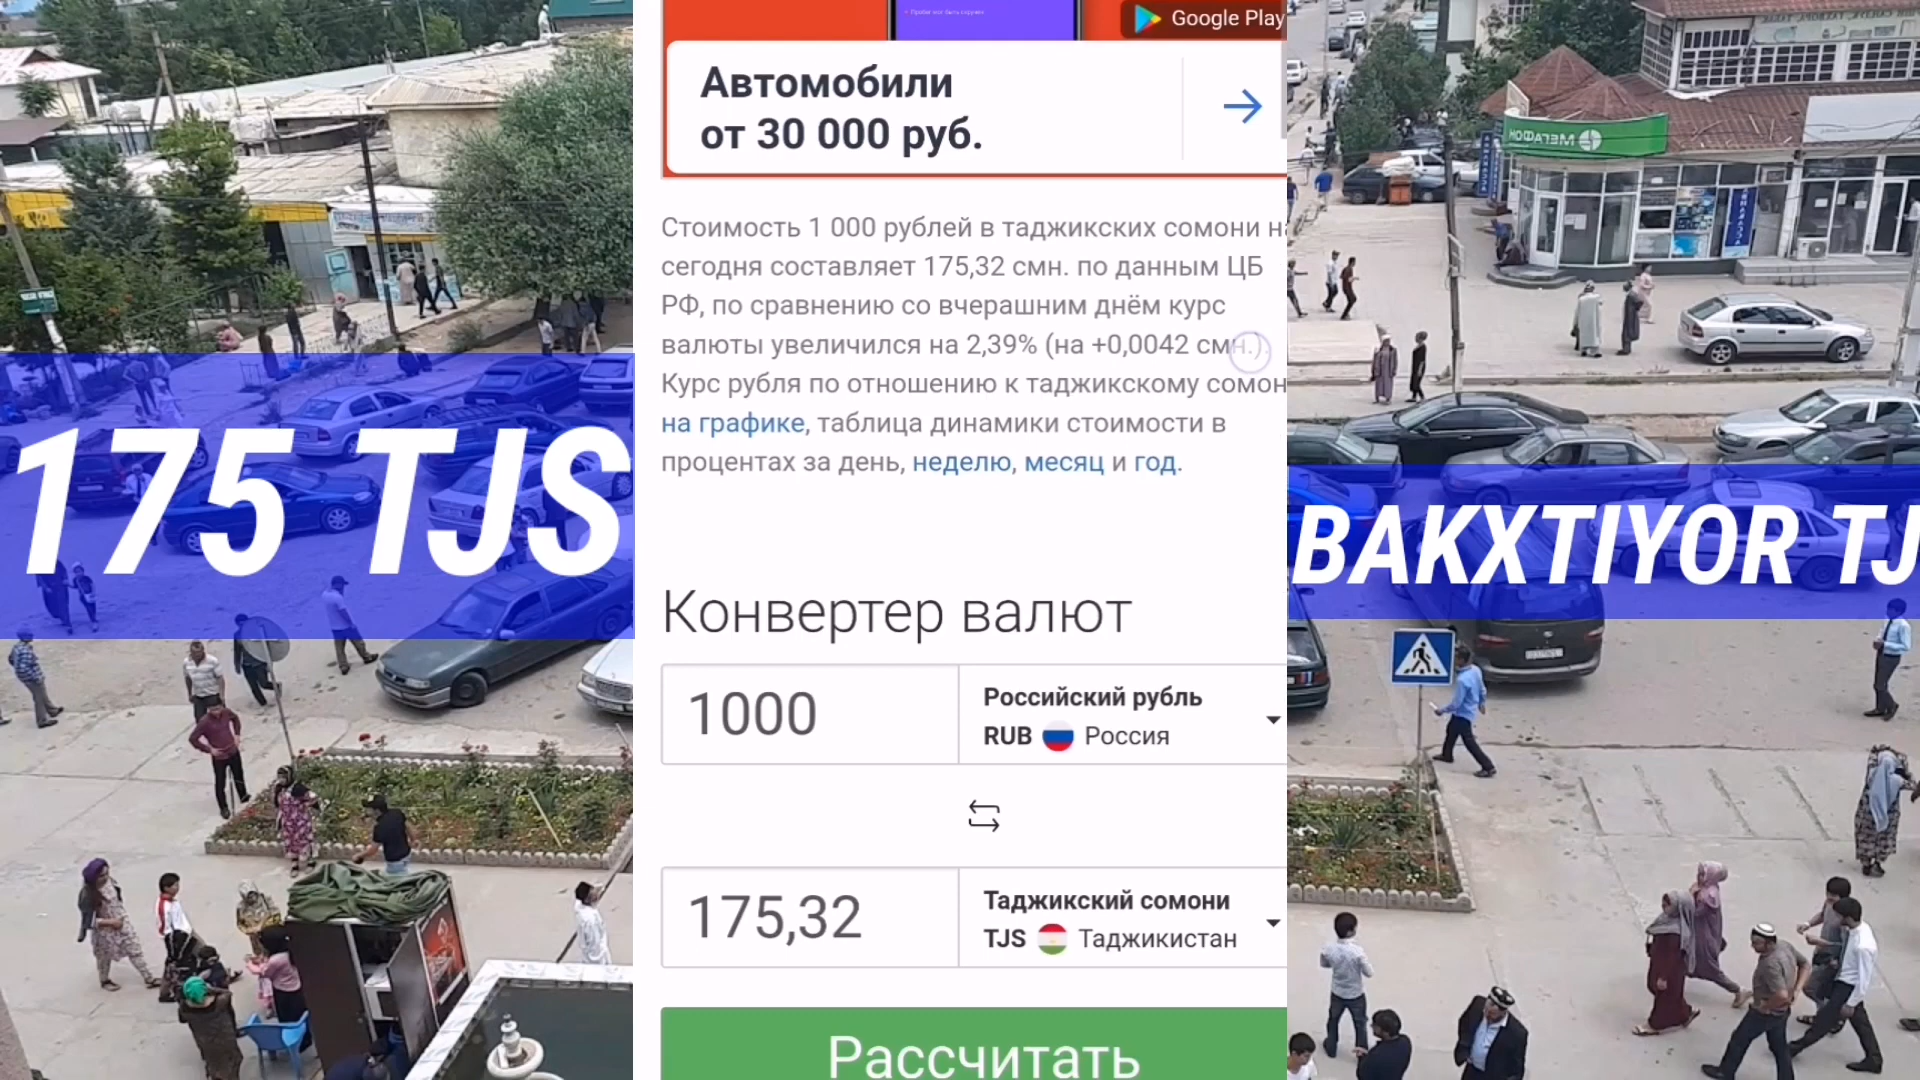 Google Play
Автомобили
от 30 000 руб.
Стоимость 1 000 рублей в таджикских сомони на
сегодня составляет 175,32 смн. по данным ЦБ
РФ, по сравнению со вчерашним днём курс
валюты увеличился на 2,39% (на +0,0042 смн.).
Курс рубля по отношению к таджикскому сомон
на графике, таблица динамики стоимости в
процентах за день, неделю, месяц и год.
175 TJS
BAKXTIYOR TJ
Конвертер валют
1000
Российский рубль
RUB Россия
175,32
Таджикский сомони
TJS Таджикистан
Рассчитать
МЕГАФОН